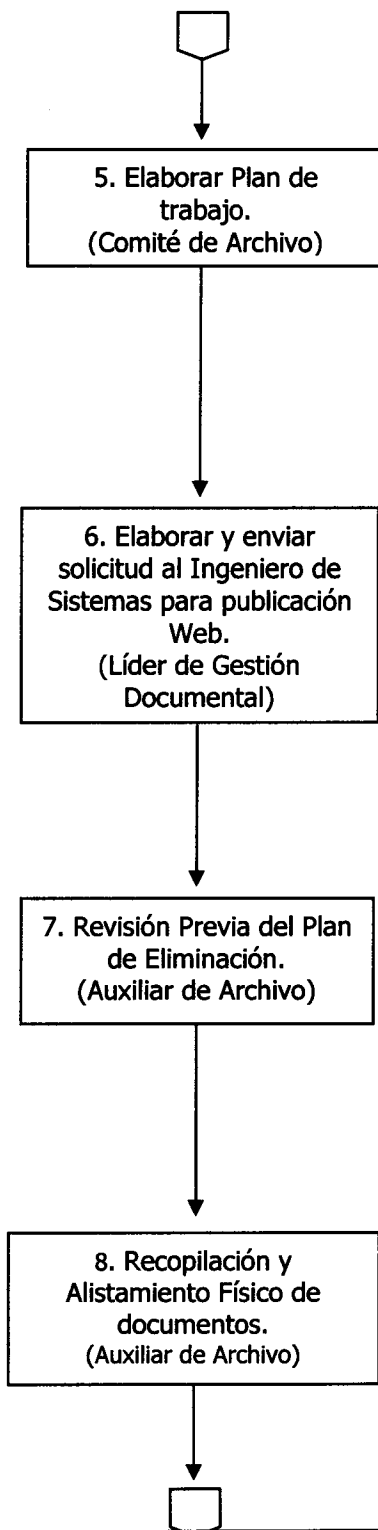 5. Elaborar Plan de
trabajo.
(Comité de Archivo)
6. Elaborar y enviar
solicitud al Ingeniero de
Sistemas para publicación
Web.
(Líder de Gestión
Documental)
7. Revisión Previa del Plan
de Eliminación.
(Auxiliar de Archivo)
8. Recopilación y
Alistamiento Físico de
documentos.
(Auxiliar de Archivo)